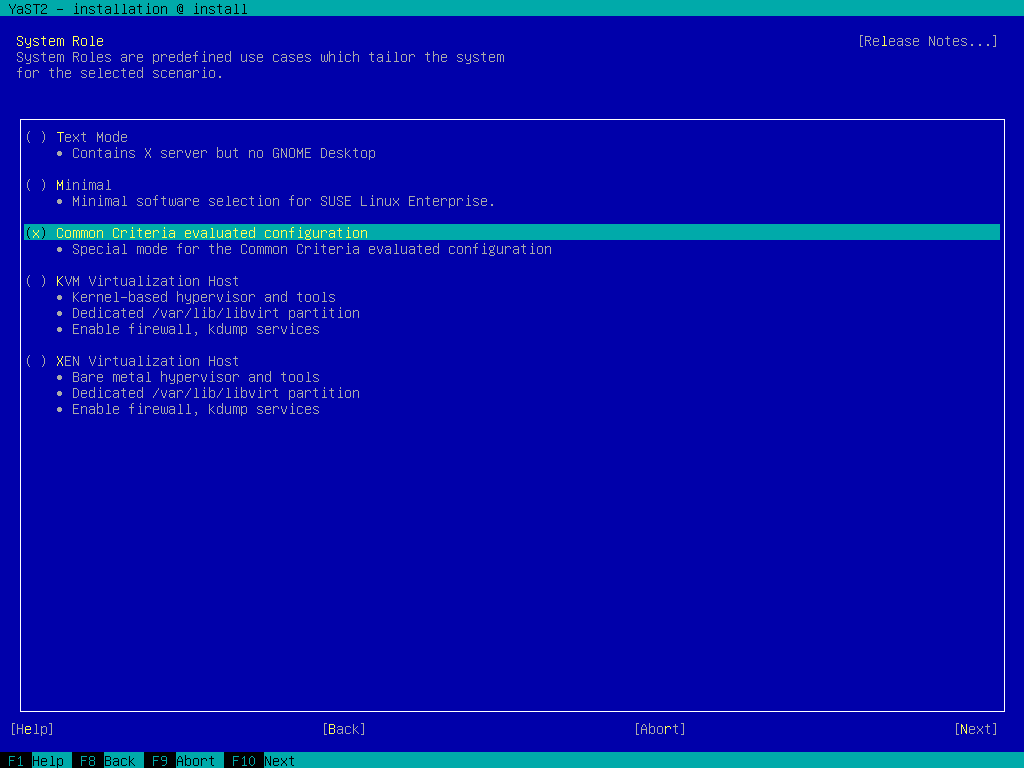 YaST2 - installation @ install
System Role [Release Notes...]
System Roles are predefined use cases which tailor the system
for the selected scenario.
( ) Text Mode
• Contains X server but no GNOME Desktop
( ) Minimal
• Minimal software selection for SUSE Linux Enterprise.
(x) Common Criteria evaluated configuration
• Special mode for the Common Criteria evaluated configuration
( ) KVM Virtualization Host
• Kernel-based hypervisor and tools
• Dedicated /var/lib/libvirt partition
• Enable firewall, kdump services
( ) XEN Virtualization Host
• Bare metal hypervisor and tools
• Dedicated /var/lib/libvirt partition
• Enable firewall, kdump services
[Help] [Back] [Abort] [Next]
F1 Help F8 Back F9 Abort F10 Next